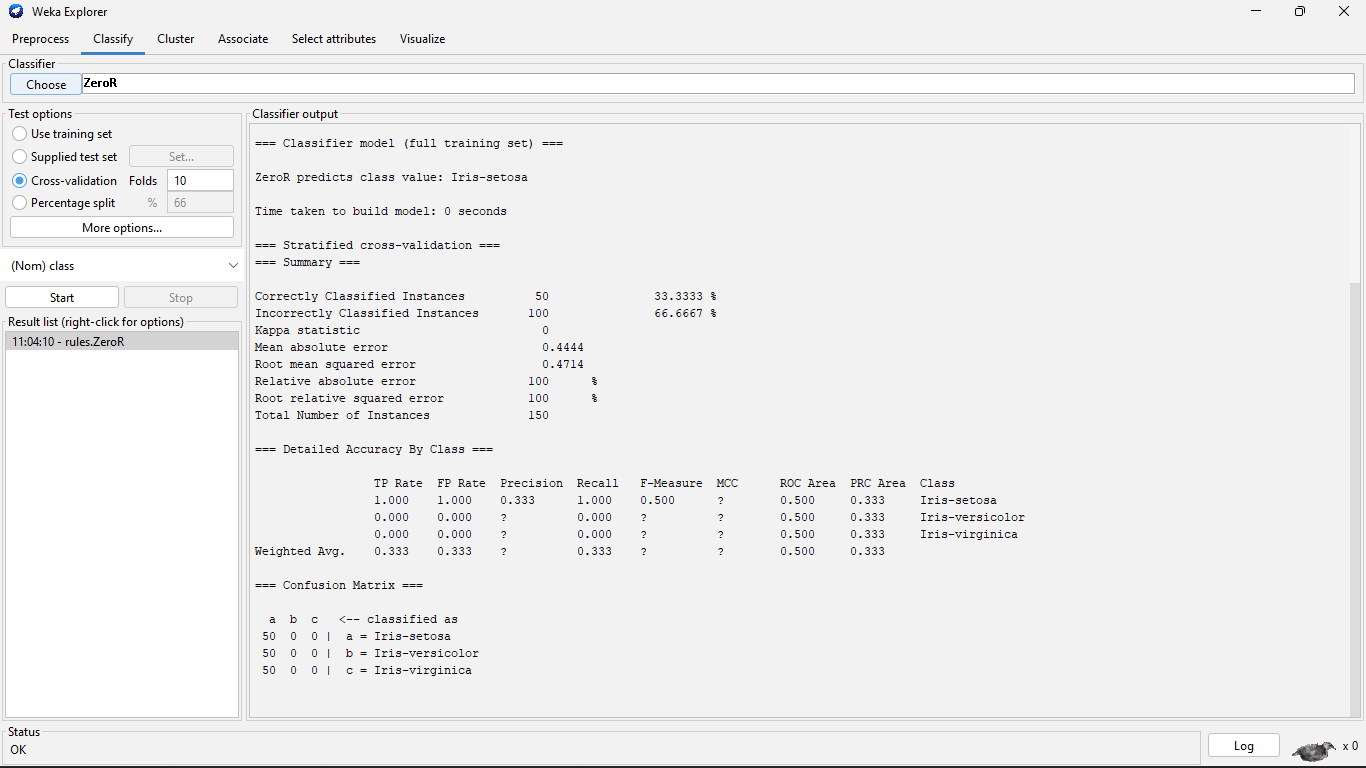 Weka Explorer
Preprocess Classify Cluster Associate Select attributes Visualize
Classifier
Choose ZeroR
Test options
Use training set
Supplied test set Set...
Cross-validation Folds 10
Percentage split % 66
More options...
(Nom) class
Start Stop
Result list (right-click for options)
11:04:10 - rules.ZeroR
Classifier output
=== Classifier model (full training set) ===
ZeroR predicts class value: Iris-setosa
Time taken to build model: 0 seconds
=== Stratified cross-validation ===
=== Summary ===
Correctly Classified Instances 50 33.3333 %
Incorrectly Classified Instances 100 66.6667 %
Kappa statistic 0
Mean absolute error 0.4444
Root mean squared error 0.4714
Relative absolute error 100 %
Root relative squared error 100 %
Total Number of Instances 150
=== Detailed Accuracy By Class ===
TP Rate FP Rate Precision Recall F-Measure MCC ROC Area PRC Area Class
1.000 1.000 0.333 1.000 0.500 ? 0.500 0.333 Iris-setosa
0.000 0.000 ? 0.000 ? ? 0.500 0.333 Iris-versicolor
0.000 0.000 ? 0.000 ? ? 0.500 0.333 Iris-virginica
Weighted Avg. 0.333 0.333 ? 0.333 ? ? 0.500 0.333
=== Confusion Matrix ===
a b c <-- classified as
50 0 0 | a = Iris-setosa
50 0 0 | b = Iris-versicolor
50 0 0 | c = Iris-virginica
Status
OK
Log x 0